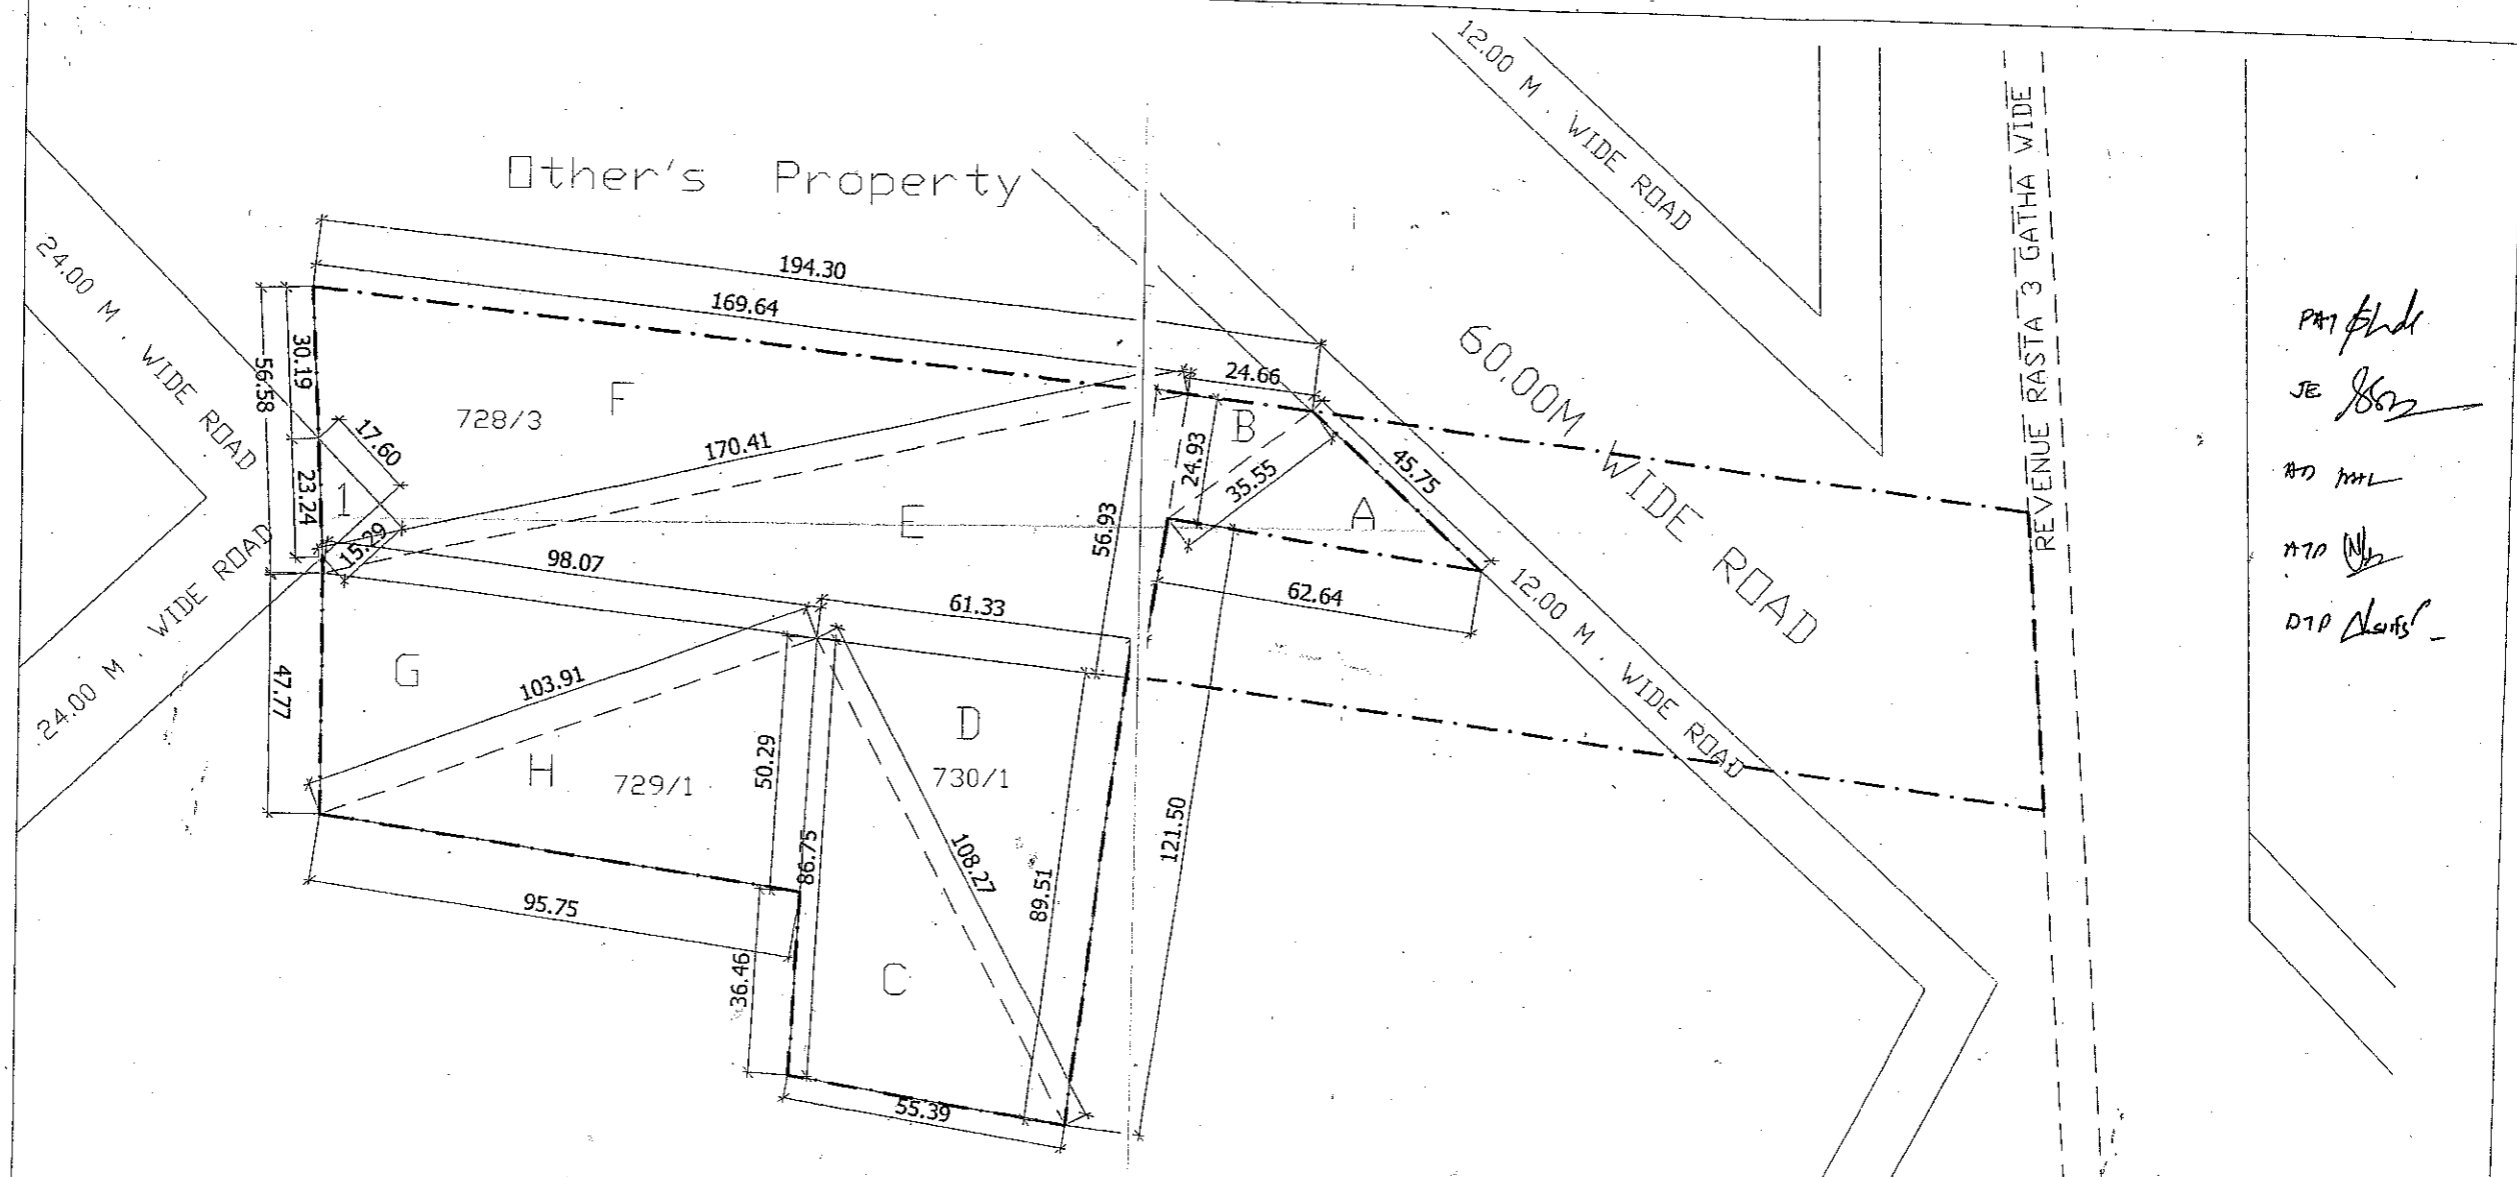 12.00 M . WIDE ROAD
Other's Property
24.00 M . WIDE ROAD
194.30
169.64
30.19
56.58
F
728/3
17.60
170.41
23.24
1
15.29
98.07
E
24.66
B
24.93
35.55
45.75
A
60.00M WIDE ROAD
REVENUE RASTA 3 GATHA WIDE
56.93
61.33
62.64
12.00 M . WIDE ROAD
24.00 M . WIDE ROAD
47.77
G
103.91
H
729/1
50.29
D
730/1
86.75
108.27
121.50
89.51
95.75
36.46
C
55.39
PAT
JE
AD
ATP
DTP